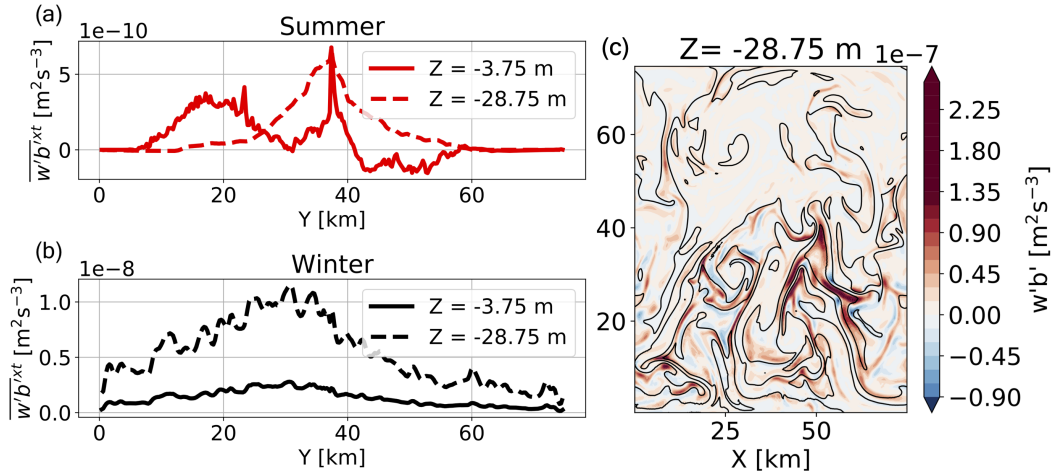 (a)
1e−10
Summer
w'b'^xt [m²s⁻³]
5
0
Z = -3.75 m
Z = -28.75 m
0 20 40 60
Y [km]
(b)
1e−8
Winter
w'b'^xt [m²s⁻³]
1.0
0.5
0.0
Z = -3.75 m
Z = -28.75 m
0 20 40 60
Y [km]
(c)
Z= -28.75 m
1e−7
60
40
20
25 50
X [km]
2.25
1.80
1.35
0.90
0.45
0.00
−0.45
−0.90
w'b' [m²s⁻³]